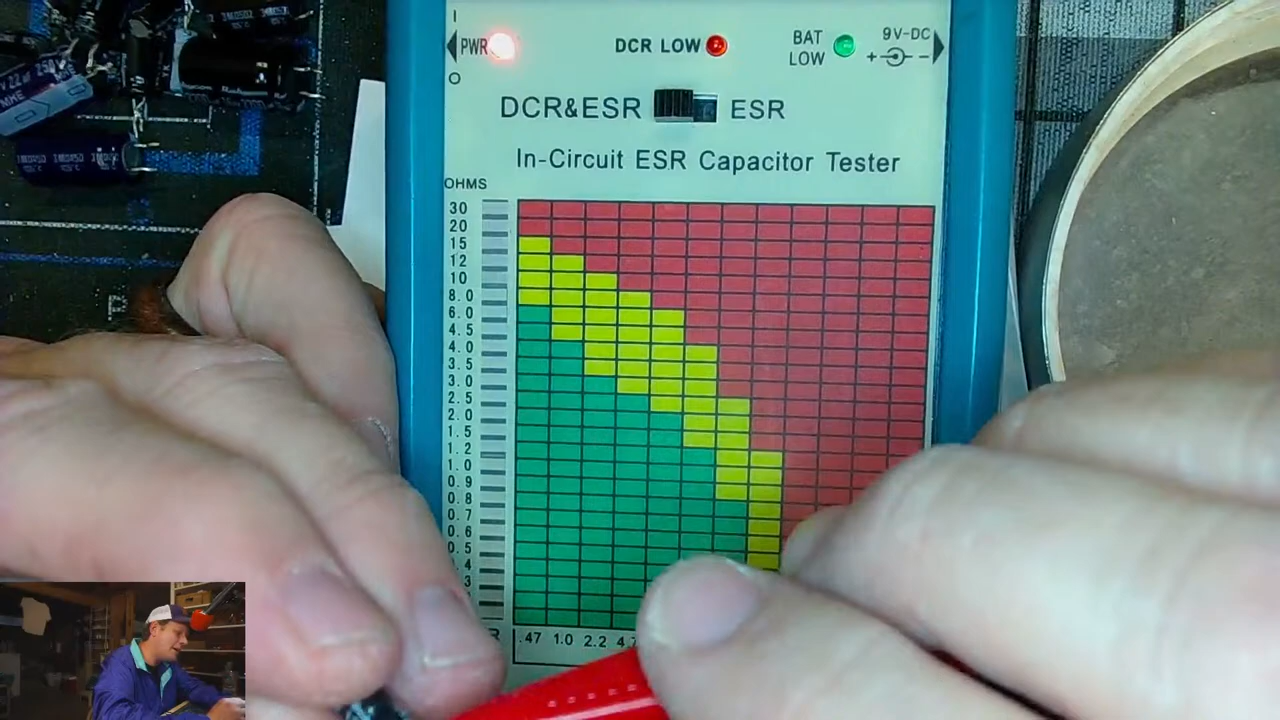 I
PWR
O
DCR LOW
BAT
LOW
9V-DC
+ -
DCR&ESR
ESR
In-Circuit ESR Capacitor Tester
OHMS
30
20
15
12
10
8.0
6.0
4.5
4.0
3.5
3.0
2.5
2.0
1.5
1.2
1.0
0.9
0.8
0.7
0.6
0.5
.47 1.0 2.2